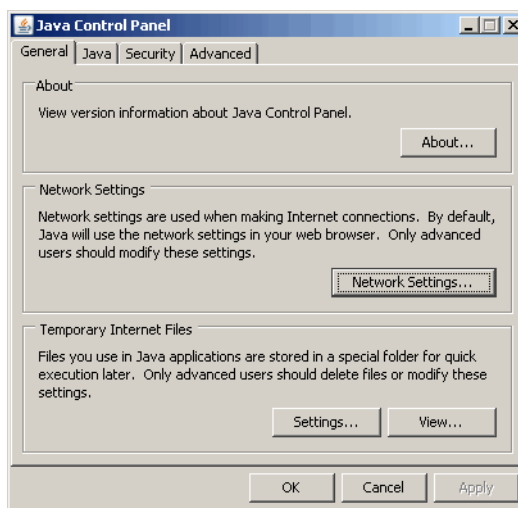 Java Control Panel
General Java Security Advanced
About
View version information about Java Control Panel.
About...
Network Settings
Network settings are used when making Internet connections.  By default,
Java will use the network settings in your web browser.  Only advanced
users should modify these settings.
Network Settings...
Temporary Internet Files
Files you use in Java applications are stored in a special folder for quick
execution later.  Only advanced users should delete files or modify these
settings.
Settings... View...
OK Cancel Apply